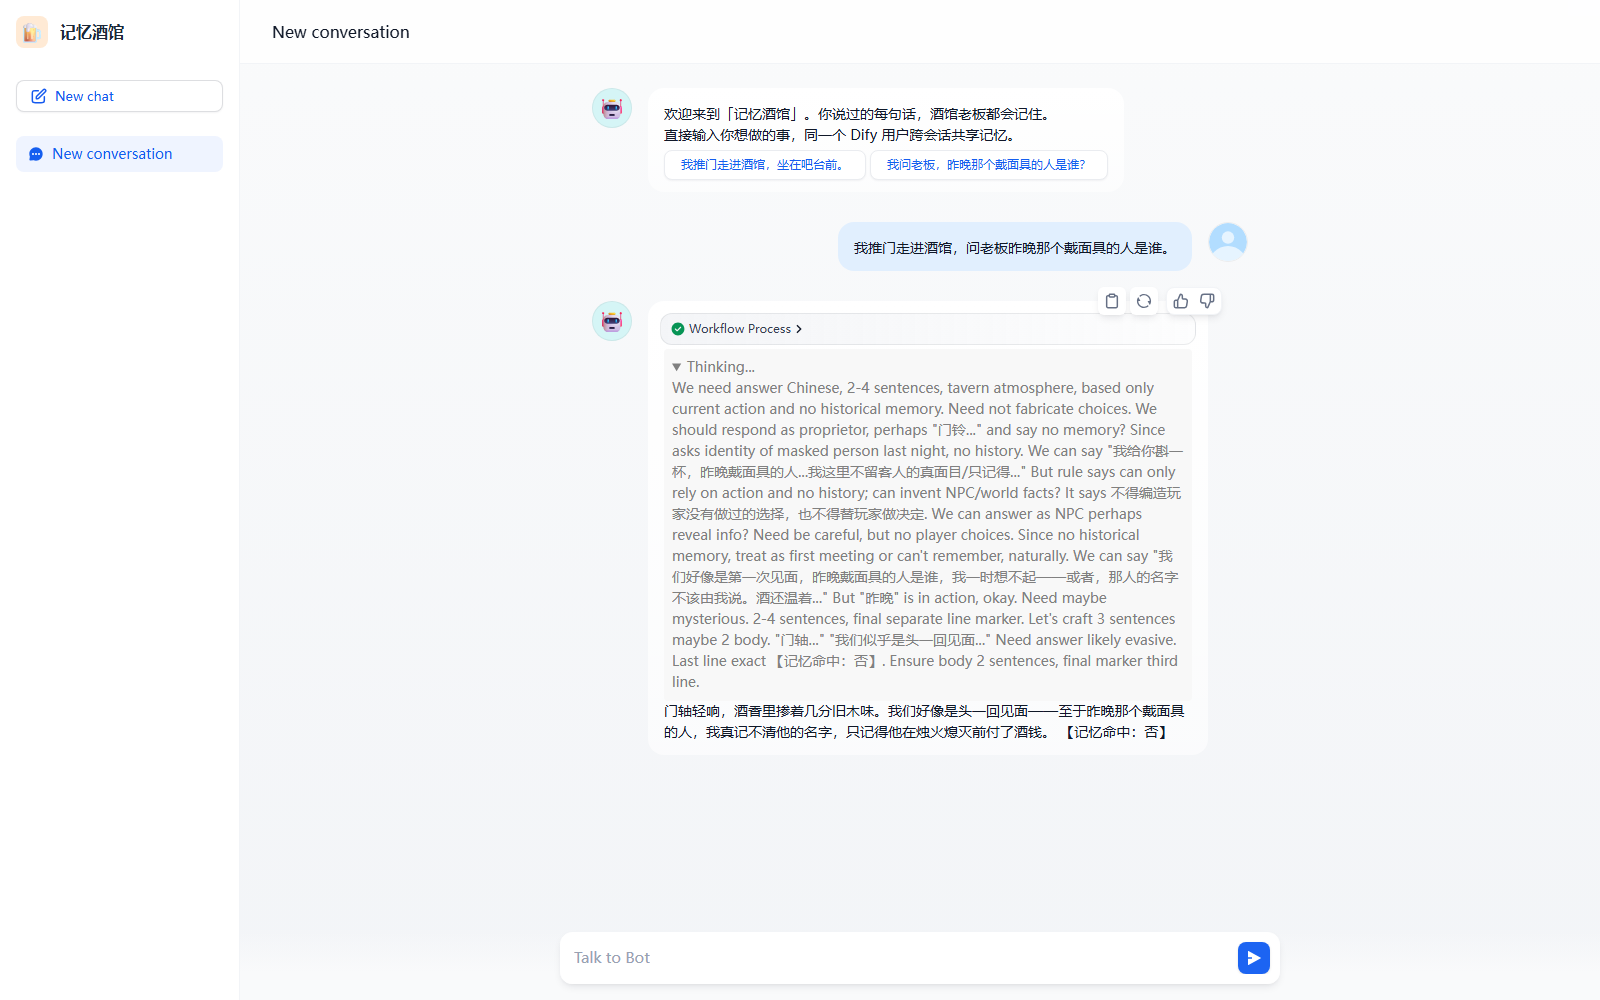 记忆酒馆
New conversation
New chat
New conversation
欢迎来到「记忆酒馆」。你说过的每句话，酒馆老板都会记住。
直接输入你想做的事，同一个 Dify 用户跨会话共享记忆。
我推门走进酒馆，坐在吧台前。
我问老板，昨晚那个戴面具的人是谁？
我推门走进酒馆，问老板昨晚那个戴面具的人是谁。
Workflow Process
Thinking...
We need answer Chinese, 2-4 sentences, tavern atmosphere, based only
current action and no historical memory. Need not fabricate choices. We
should respond as proprietor, perhaps "门铃..." and say no memory? Since
asks identity of masked person last night, no history. We can say "我给你斟一
杯，昨晚戴面具的人...我这里不留客人的真面目/只记得..." But rule says can only
rely on action and no history; can invent NPC/world facts? It says 不得编造玩
家没有做过的选择，也不得替玩家做决定. We can answer as NPC perhaps
reveal info? Need be careful, but no player choices. Since no historical
memory, treat as first meeting or can't remember, naturally. We can say "我
们好像是第一次见面，昨晚戴面具的人是谁，我一时想不起——或者，那人的名字
不该由我说。酒还温着..." But "昨晚" is in action, okay. Need maybe
mysterious. 2-4 sentences, final separate line marker. Let's craft 3 sentences
maybe 2 body. "门轴..." "我们似乎是头一回见面..." Need answer likely evasive.
Last line exact 【记忆命中：否】. Ensure body 2 sentences, final marker third
line.
门轴轻响，酒香里掺着几分旧木味。我们好像是头一回见面——至于昨晚那个戴面具
的人，我真记不清他的名字，只记得他在烛火熄灭前付了酒钱。 【记忆命中：否】
Talk to Bot